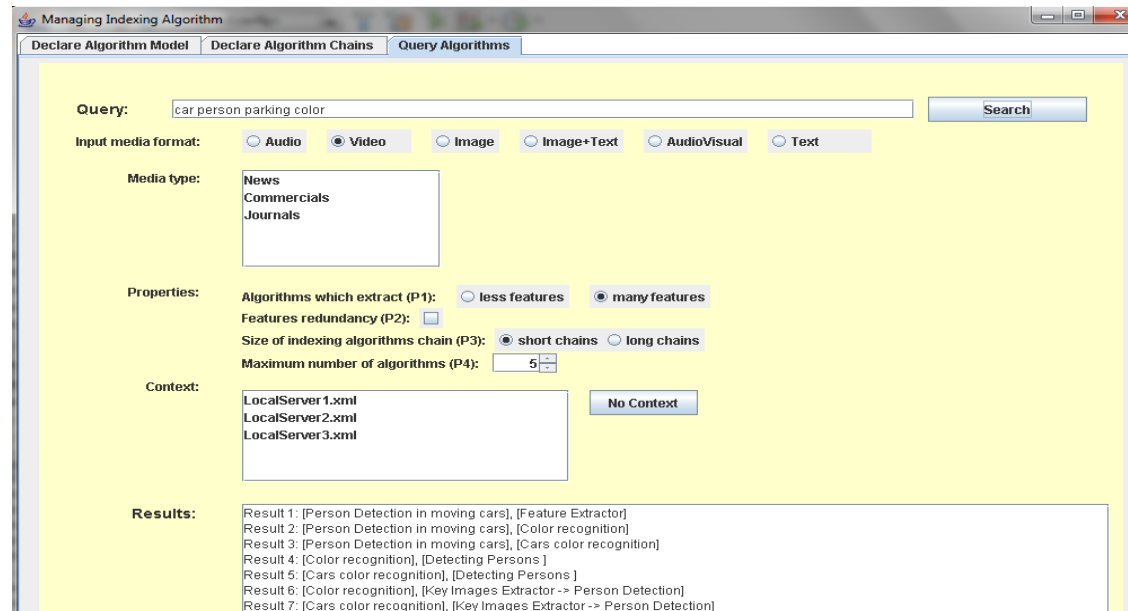 Managing Indexing Algorithm
Declare Algorithm Model Declare Algorithm Chains Query Algorithms
Query: car person parking color Search
Input media format: Audio Video Image Image+Text AudioVisual Text
Media type: News
Commercials
Journals
Properties: Algorithms which extract (P1): less features many features
Features redundancy (P2):
Size of indexing algorithms chain (P3): short chains long chains
Maximum number of algorithms (P4): 5
Context:
LocalServer1.xml No Context
LocalServer2.xml
LocalServer3.xml
Results: Result 1: [Person Detection in moving cars], [Feature Extractor]
Result 2: [Person Detection in moving cars], [Color recognition]
Result 3: [Person Detection in moving cars], [Cars color recognition]
Result 4: [Color recognition], [Detecting Persons ]
Result 5: [Cars color recognition], [Detecting Persons ]
Result 6: [Color recognition], [Key Images Extractor -> Person Detection]
Result 7: [Cars color recognition], [Key Images Extractor -> Person Detection]